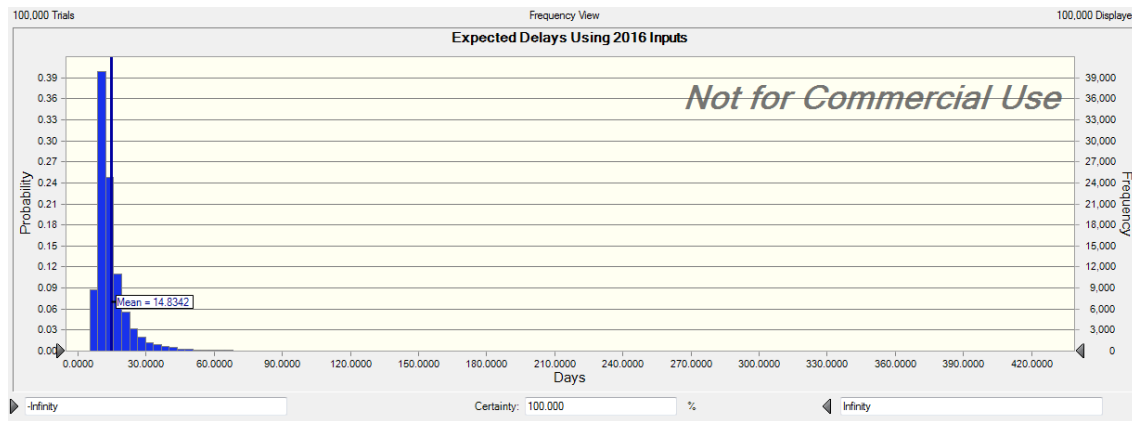 100,000 Trials Frequency View 100,000 Displaye
Expected Delays Using 2016 Inputs
Not for Commercial Use
0.39 39,000
0.36 36,000
0.33 33,000
0.30 30,000
0.27 27,000
0.24 24,000
0.21 21,000
0.18 18,000
0.15 15,000
0.12 12,000
0.09 9,000
0.06 6,000
0.03 3,000
0.00 0
Probability
Frequency
Mean = 14.8342
0.0000 30.0000 60.0000 90.0000 120.0000 150.0000 180.0000 210.0000 240.0000 270.0000 300.0000 330.0000 360.0000 390.0000 420.0000
Days
-Infinity Certainty: 100.000 % Infinity